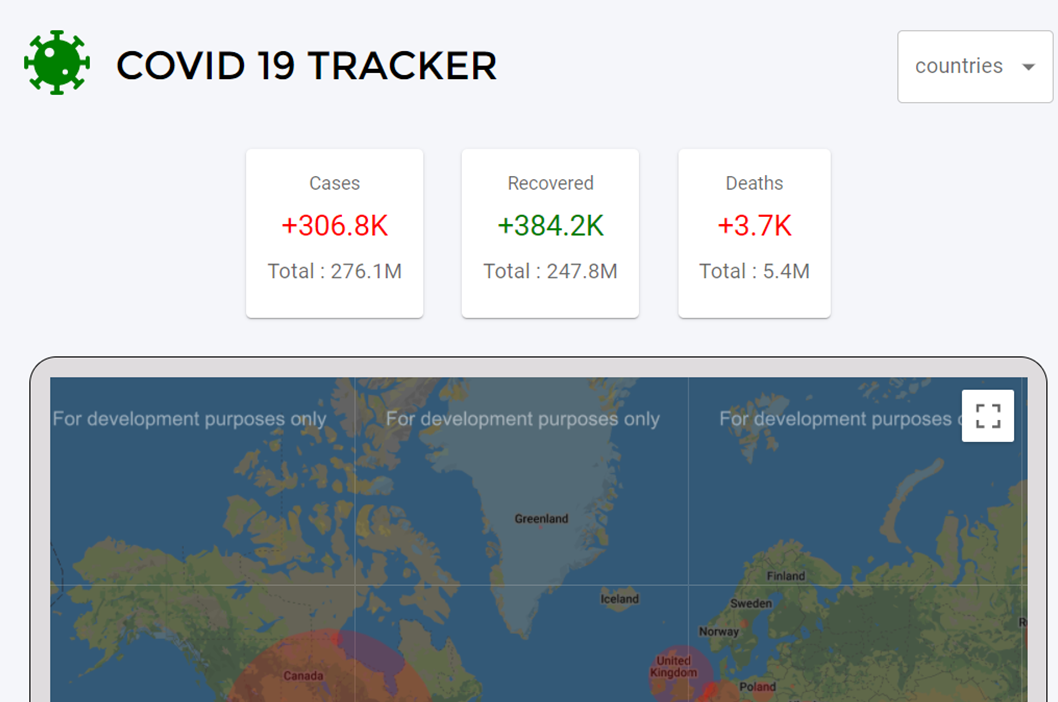 COVID 19 TRACKER
countries
Cases
+306.8K
Total : 276.1M
Recovered
+384.2K
Total : 247.8M
Deaths
+3.7K
Total : 5.4M
For development purposes only
For development purposes only
For development purposes
Greenland
Finland
Iceland
Sweden
Norway
United
Kingdom
Canada
Poland